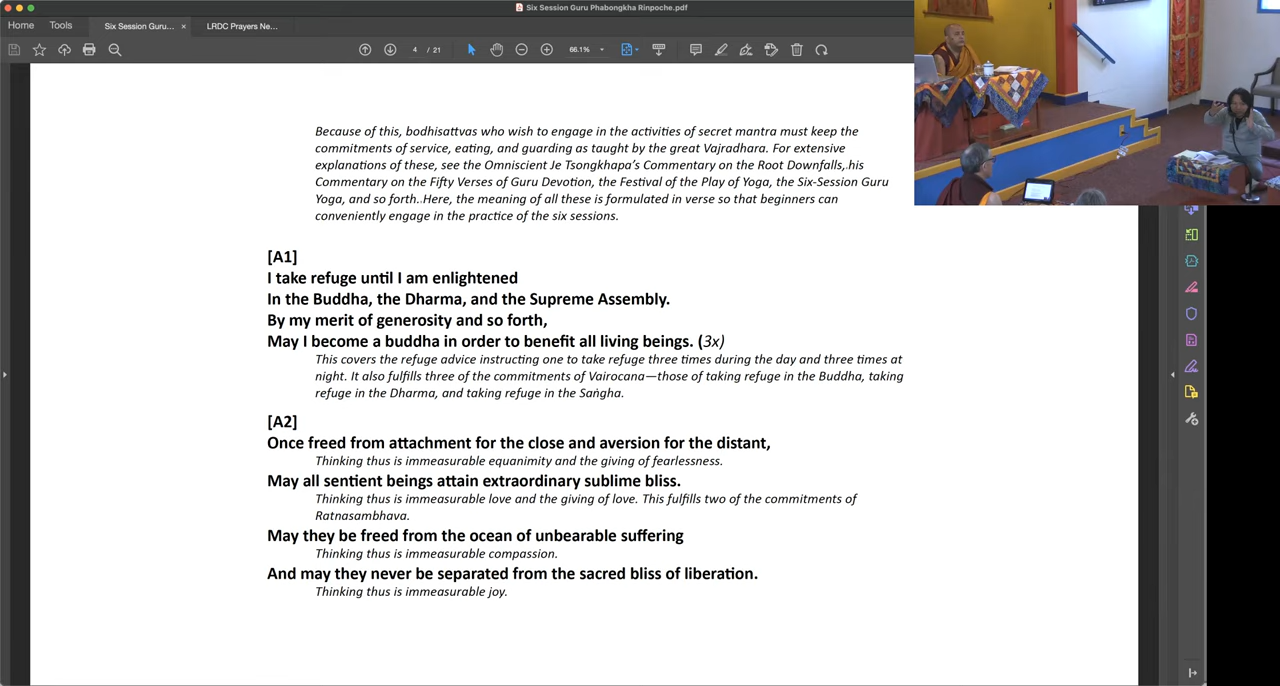 Six Session Guru Phabongkha Rinpoche.pdf
Home
Tools
Six Session Guru... ×
LRDC Prayers Ne...
4 / 21
66.1%
Because of this, bodhisattvas who wish to engage in the activities of secret mantra must keep the
commitments of service, eating, and guarding as taught by the great Vajradhara. For extensive
explanations of these, see the Omniscient Je Tsongkhapa's Commentary on the Root Downfalls,.his
Commentary on the Fifty Verses of Guru Devotion, the Festival of the Play of Yoga, the Six-Session Guru
Yoga, and so forth..Here, the meaning of all these is formulated in verse so that beginners can
conveniently engage in the practice of the six sessions.
[A1]
I take refuge until I am enlightened
In the Buddha, the Dharma, and the Supreme Assembly.
By my merit of generosity and so forth,
May I become a buddha in order to benefit all living beings. (3x)
This covers the refuge advice instructing one to take refuge three times during the day and three times at
night. It also fulfills three of the commitments of Vairocana—those of taking refuge in the Buddha, taking
refuge in the Dharma, and taking refuge in the Saṅgha.
[A2]
Once freed from attachment for the close and aversion for the distant,
Thinking thus is immeasurable equanimity and the giving of fearlessness.
May all sentient beings attain extraordinary sublime bliss.
Thinking thus is immeasurable love and the giving of love. This fulfills two of the commitments of
Ratnasambhava.
May they be freed from the ocean of unbearable suffering
Thinking thus is immeasurable compassion.
And may they never be separated from the sacred bliss of liberation.
Thinking thus is immeasurable joy.